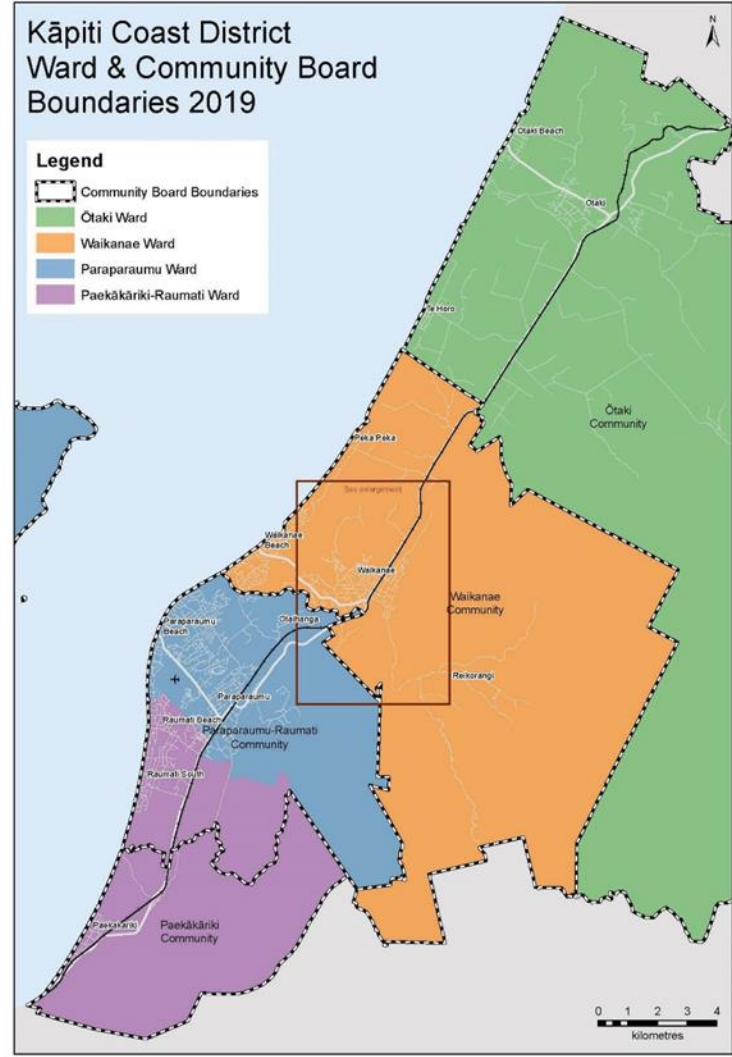 Kāpiti Coast District
Ward & Community Board
Boundaries 2019
N
Legend
Community Board Boundaries
Ōtaki Ward
Waikanae Ward
Paraparaumu Ward
Paekākāriki-Raumati Ward
Otaki Beach
Otaki
Te Horo
Ōtaki
Community
Peka Peka
See enlargement
Waikanae
Beach
Waikanae
Waikanae
Community
Otaihanga
Paraparaumu
Beach
Reikorangi
Paraparaumu
Raumati Beach
Paraparaumu-Raumati
Community
Raumati South
Paekakariki
Paekākāriki
Community
0 1 2 3 4
kilometres